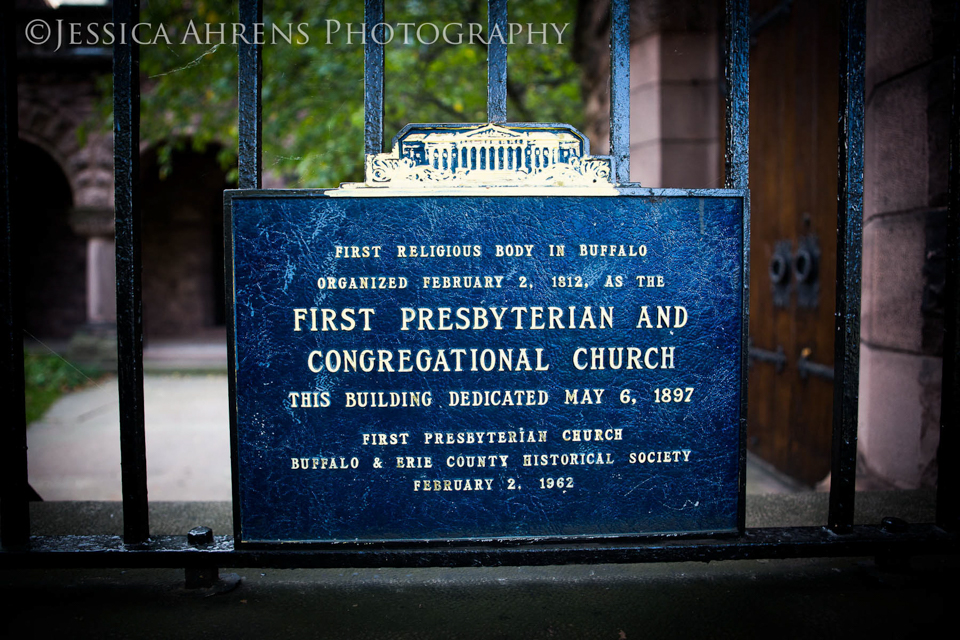 ©Jessica Ahrens Photography
FIRST RELIGIOUS BODY IN BUFFALO
ORGANIZED FEBRUARY 2, 1812, AS THE
FIRST PRESBYTERIAN AND
CONGREGATIONAL CHURCH
THIS BUILDING DEDICATED MAY 6, 1897
FIRST PRESBYTERIAN CHURCH
BUFFALO & ERIE COUNTY HISTORICAL SOCIETY
FEBRUARY 2, 1962